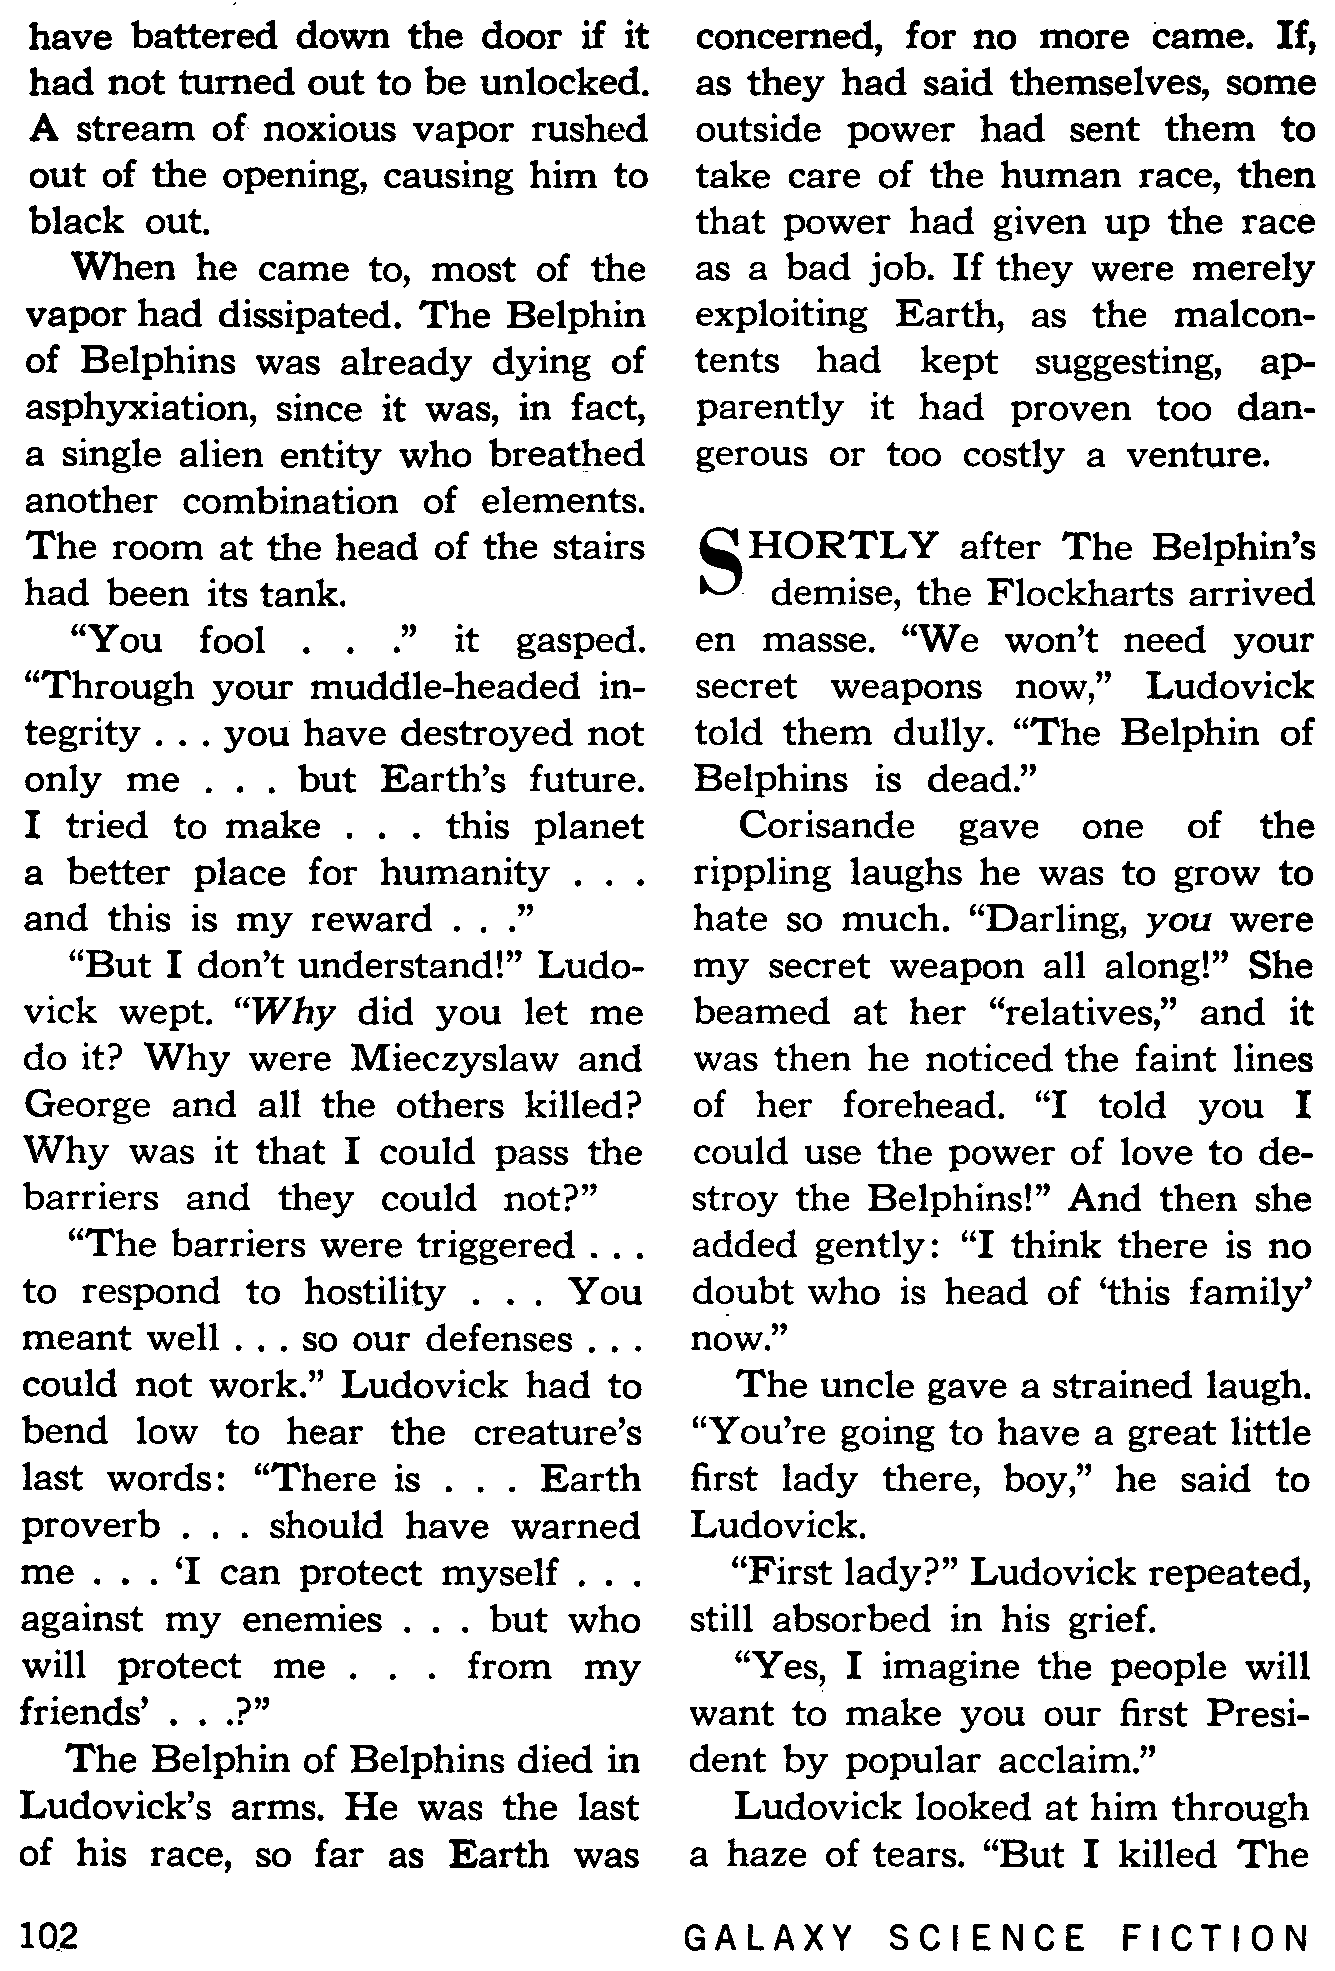 have battered down the door if it
had not turned out to be unlocked.
A stream of noxious vapor rushed
out of the opening, causing him to
black out.
When he came to, most of the
vapor had dissipated. The Belphin
of Belphins was already dying of
asphyxiation, since it was, in fact,
a single alien entity who breathed
another combination of elements.
The room at the head of the stairs
had been its tank.
“You fool . . .” it gasped.
“Through your muddle-headed in-
tegrity . . . you have destroyed not
only me . . . but Earth’s future.
I tried to make . . . this planet
a better place for humanity . . .
and this is my reward . . .”
“But I don’t understand!” Ludo-
vick wept. “Why did you let me
do it? Why were Mieczyslaw and
George and all the others killed?
Why was it that I could pass the
barriers and they could not?”
“The barriers were triggered . . .
to respond to hostility . . . You
meant well . . . so our defenses . . .
could not work.” Ludovick had to
bend low to hear the creature’s
last words: “There is . . . Earth
proverb . . . should have warned
me . . . ‘I can protect myself . . .
against my enemies . . . but who
will protect me . . . from my
friends’ . . .?”
The Belphin of Belphins died in
Ludovick’s arms. He was the last
of his race, so far as Earth was
concerned, for no more came. If,
as they had said themselves, some
outside power had sent them to
take care of the human race, then
that power had given up the race
as a bad job. If they were merely
exploiting Earth, as the malcon-
tents had kept suggesting, ap-
parently it had proven too dan-
gerous or too costly a venture.
SHORTLY after The Belphin’s
demise, the Flockharts arrived
en masse. “We won’t need your
secret weapons now,” Ludovick
told them dully. “The Belphin of
Belphins is dead.”
Corisande gave one of the
rippling laughs he was to grow to
hate so much. “Darling, you were
my secret weapon all along!” She
beamed at her “relatives,” and it
was then he noticed the faint lines
of her forehead. “I told you I
could use the power of love to de-
stroy the Belphins!” And then she
added gently: “I think there is no
doubt who is head of ‘this family’
now.”
The uncle gave a strained laugh.
“You’re going to have a great little
first lady there, boy,” he said to
Ludovick.
“First lady?” Ludovick repeated,
still absorbed in his grief.
“Yes, I imagine the people will
want to make you our first Presi-
dent by popular acclaim.”
Ludovick looked at him through
a haze of tears. “But I killed The
102
GALAXY SCIENCE FICTION